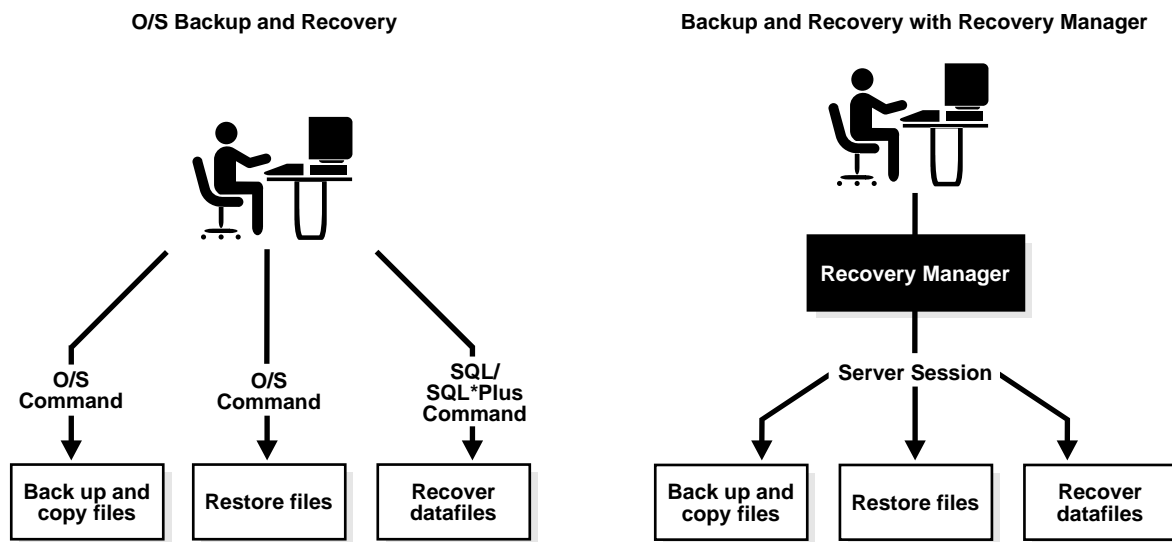 O/S Backup and Recovery
O/S
Command
O/S
Command
SQL/
SQL*Plus
Command
Back up and
copy files
Restore files
Recover
datafiles
Backup and Recovery with Recovery Manager
Recovery Manager
Server Session
Back up and
copy files
Restore files
Recover
datafiles